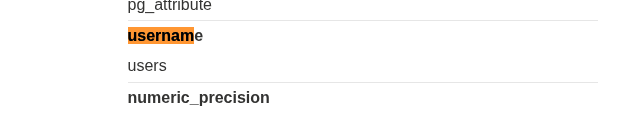 pg_attribute
username
users
numeric_precision